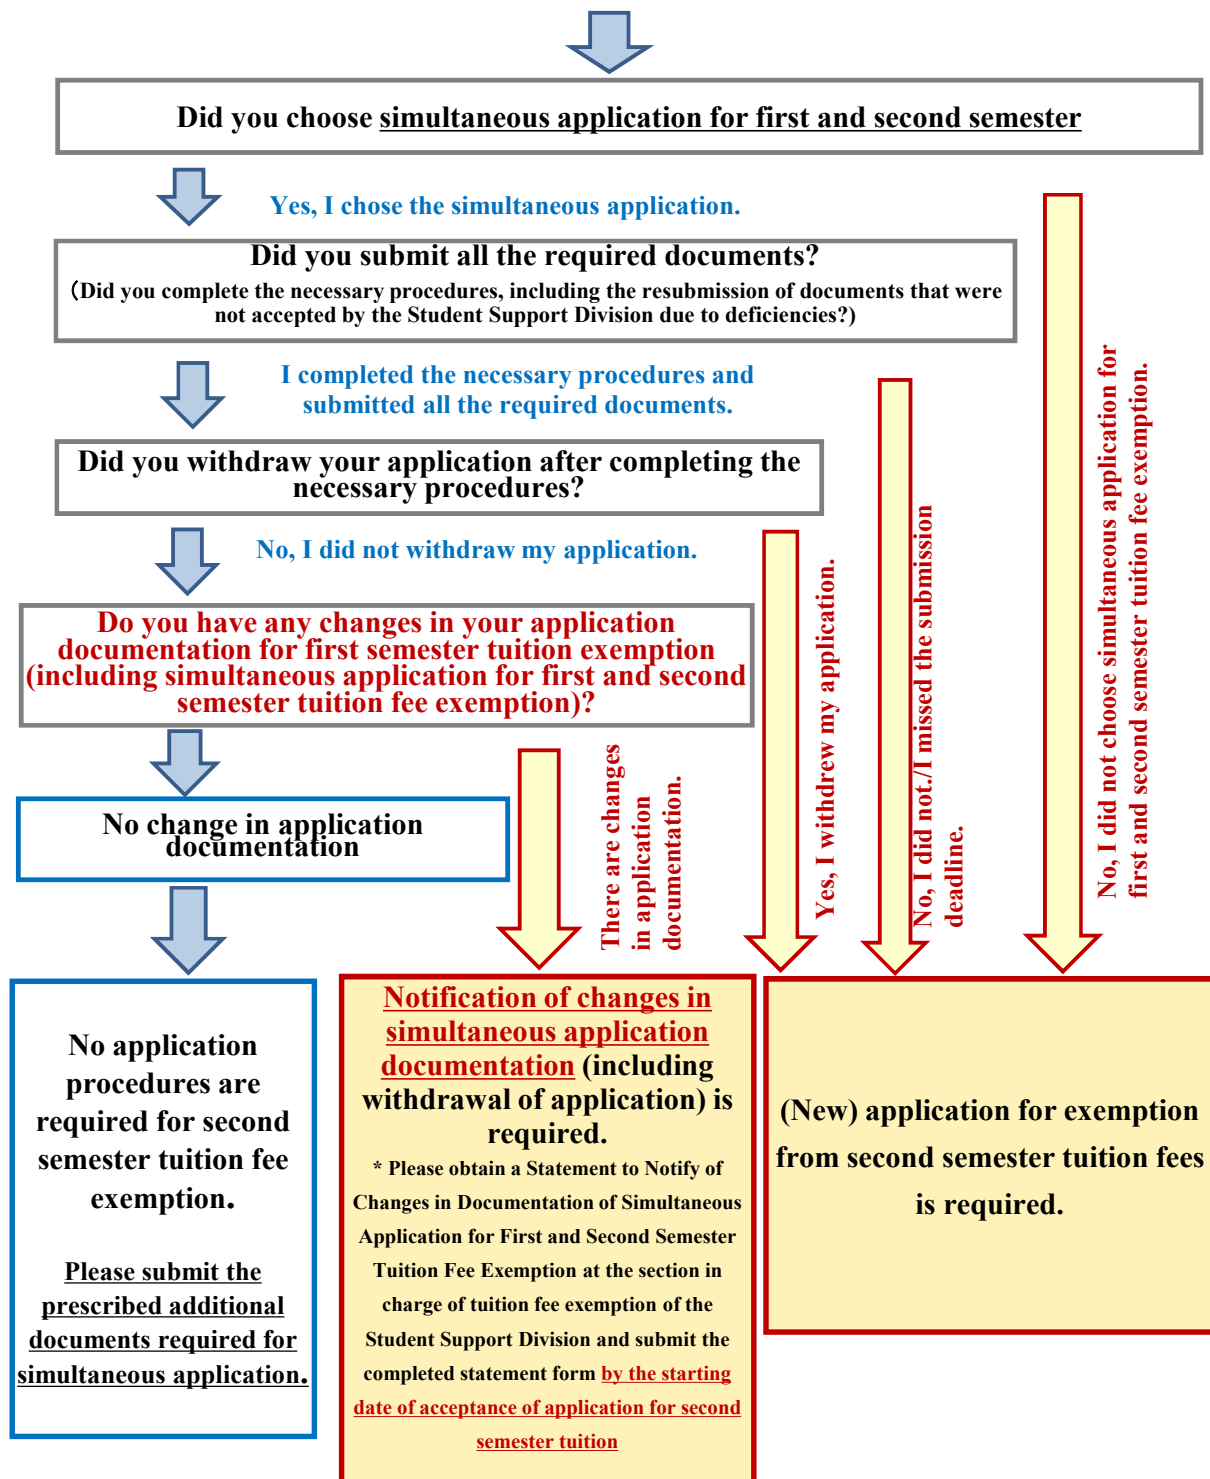 Did you choose simultaneous application for first and second semester
Yes, I chose the simultaneous application.
Did you submit all the required documents?
(Did you complete the necessary procedures, including the resubmission of documents that were
not accepted by the Student Support Division due to deficiencies?)
I completed the necessary procedures and
submitted all the required documents.
Did you withdraw your application after completing the
necessary procedures?
No, I did not withdraw my application.
Do you have any changes in your application
documentation for first semester tuition exemption
(including simultaneous application for first and second
semester tuition fee exemption)?
No change in application
documentation
There are changes
in application
documentation.
Yes, I withdrew my application.
No, I did not./I missed the submission
deadline.
No, I did not choose simultaneous application for
first and second semester tuition fee exemption.
No application
procedures are
required for second
semester tuition fee
exemption.
Please submit the
prescribed additional
documents required for
simultaneous application.
Notification of changes in
simultaneous application
documentation (including
withdrawal of application) is
required.
* Please obtain a Statement to Notify of
Changes in Documentation of Simultaneous
Application for First and Second Semester
Tuition Fee Exemption at the section in
charge of tuition fee exemption of the
Student Support Division and submit the
completed statement form by the starting
date of acceptance of application for second
semester tuition
(New) application for exemption
from second semester tuition fees
is required.